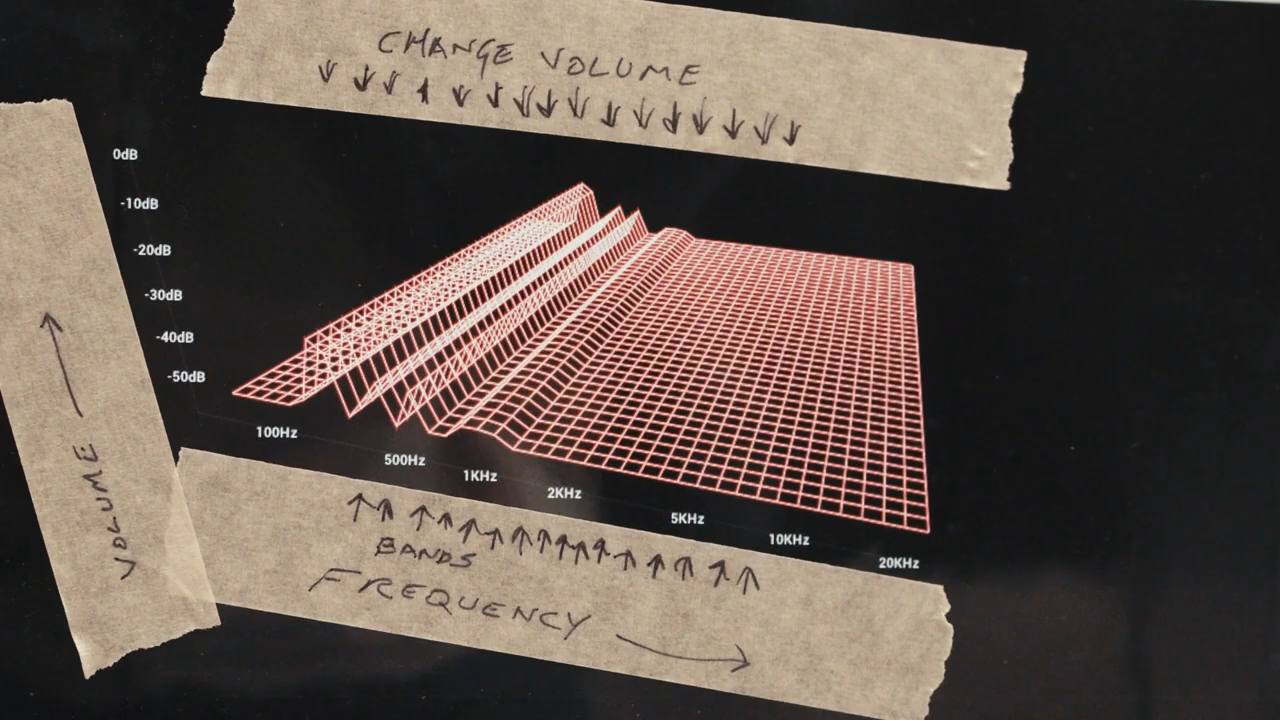 CHANGE VOLUME
0dB
-10dB
-20dB
-30dB
-40dB
-50dB
100Hz
500Hz
1KHz
2KHz
5KHz
10KHz
20KHz
VOLUME
BANDS
FREQUENCY